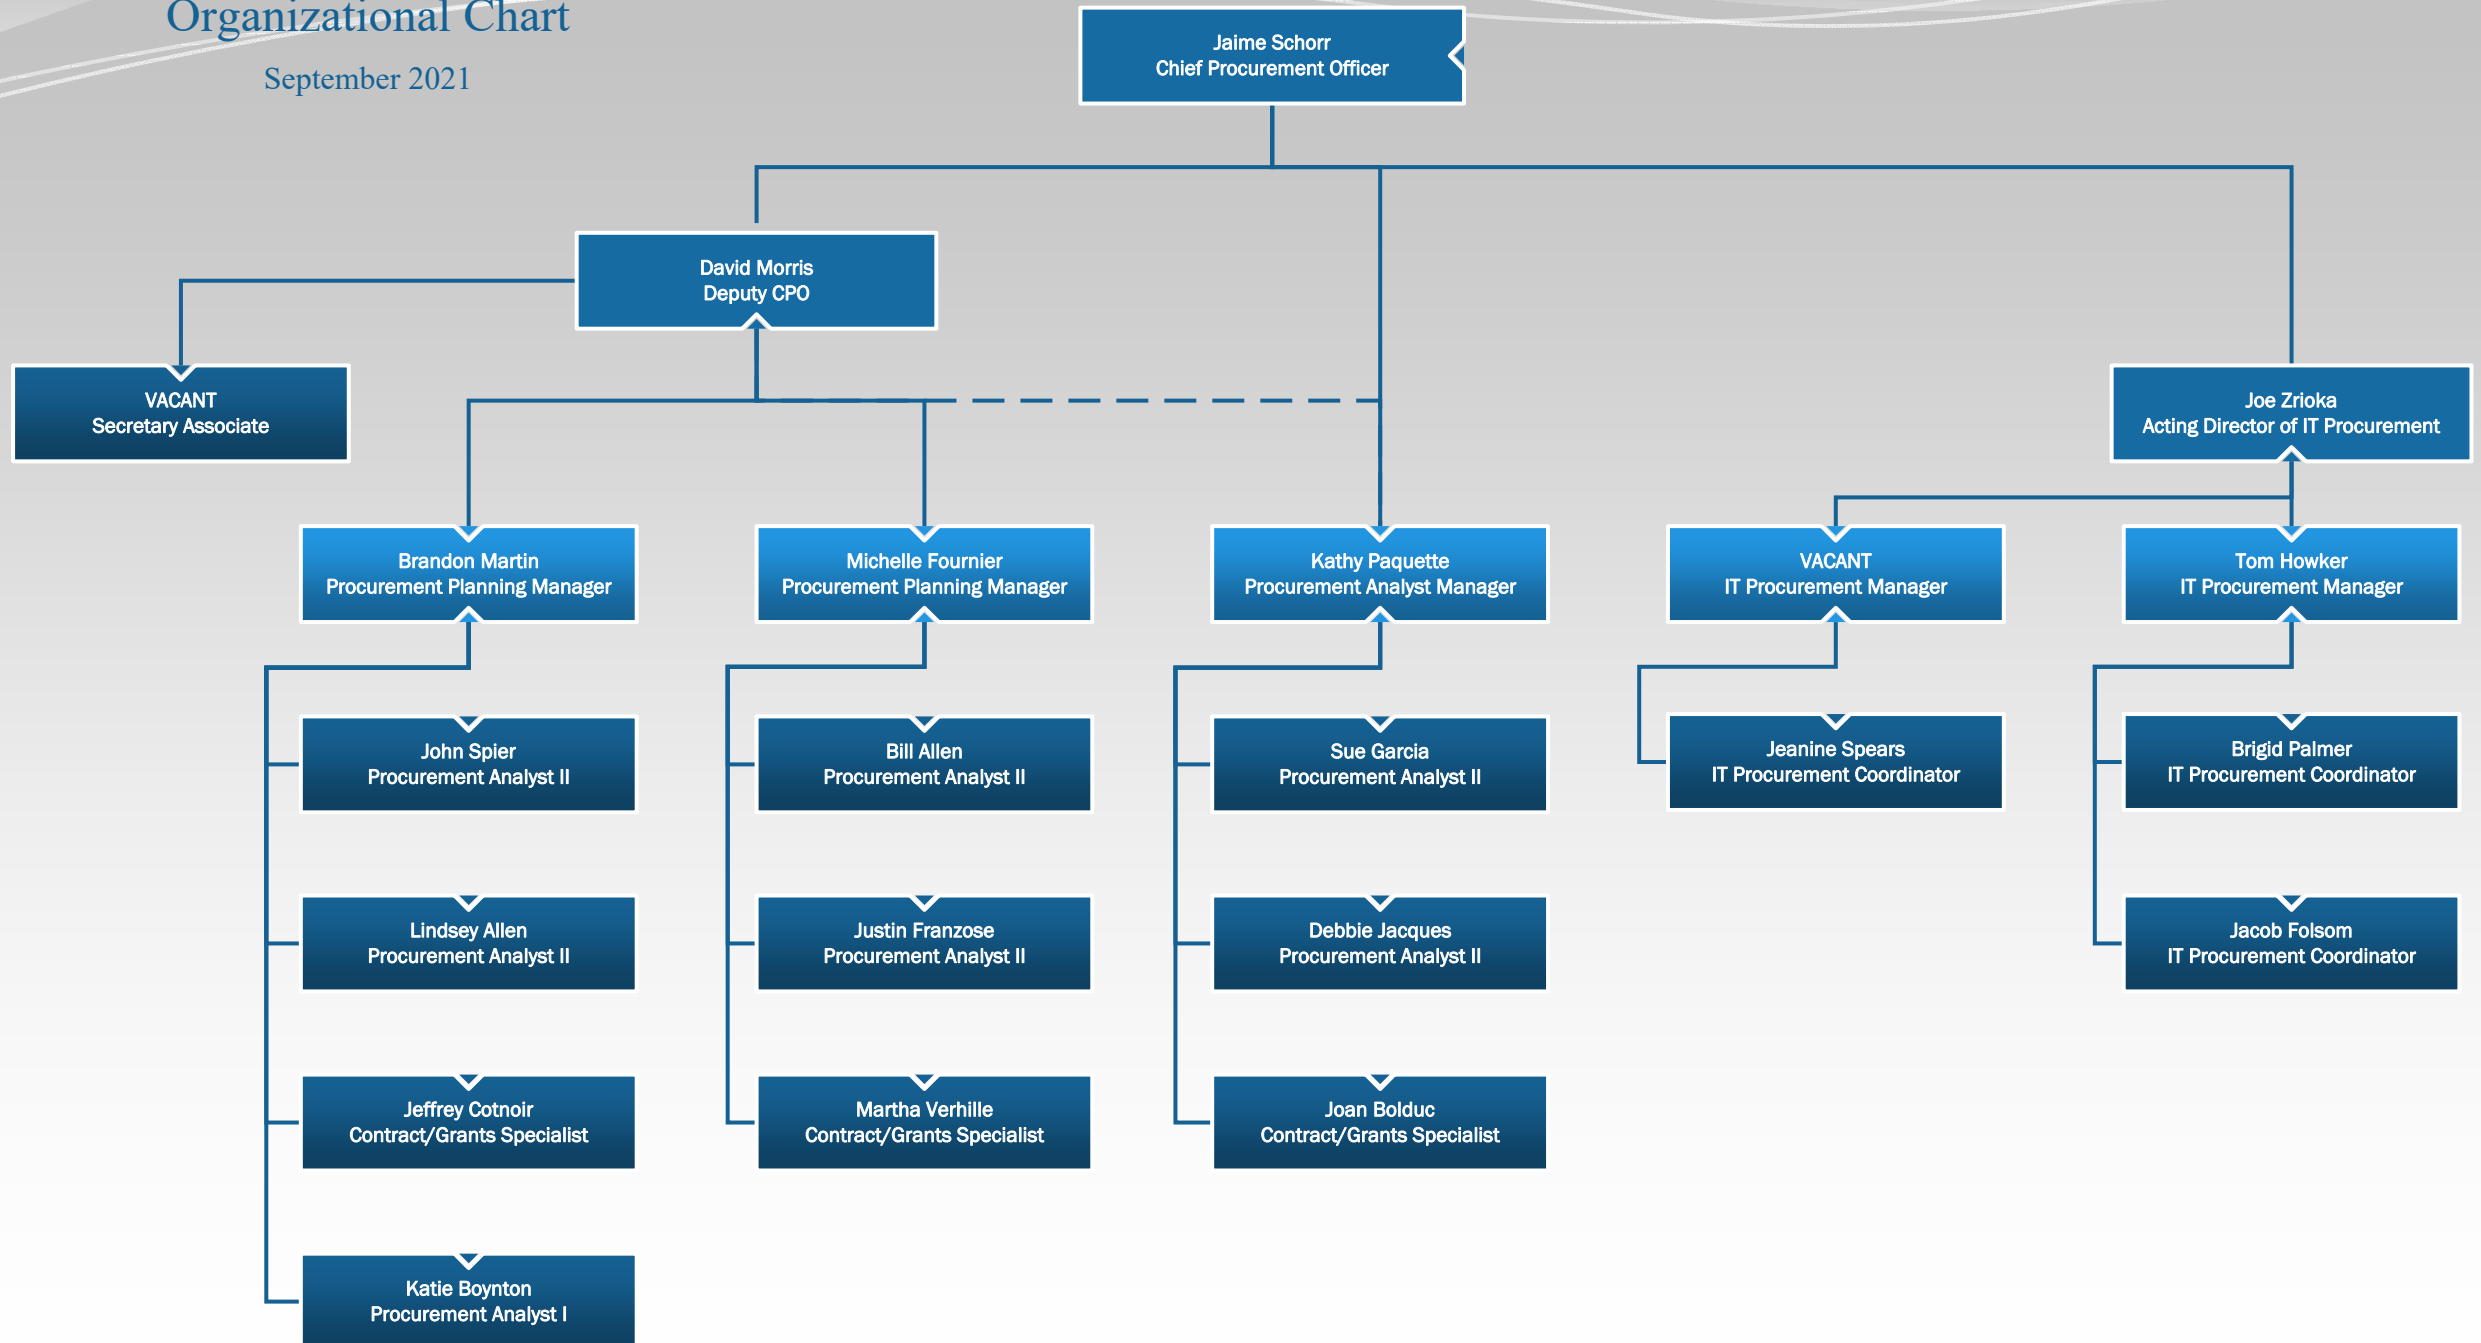 Organizational Chart
September 2021
Jaime Schorr
Chief Procurement Officer
David Morris
Deputy CPO
VACANT
Secretary Associate
Joe Zrioka
Acting Director of IT Procurement
Brandon Martin
Procurement Planning Manager
Michelle Fournier
Procurement Planning Manager
Kathy Paquette
Procurement Analyst Manager
VACANT
IT Procurement Manager
Tom Howker
IT Procurement Manager
John Spier
Procurement Analyst II
Bill Allen
Procurement Analyst II
Sue Garcia
Procurement Analyst II
Jeanine Spears
IT Procurement Coordinator
Brigid Palmer
IT Procurement Coordinator
Lindsey Allen
Procurement Analyst II
Justin Franzose
Procurement Analyst II
Debbie Jacques
Procurement Analyst II
Jacob Folsom
IT Procurement Coordinator
Jeffrey Cotnoir
Contract/Grants Specialist
Martha Verhille
Contract/Grants Specialist
Joan Bolduc
Contract/Grants Specialist
Katie Boynton
Procurement Analyst I